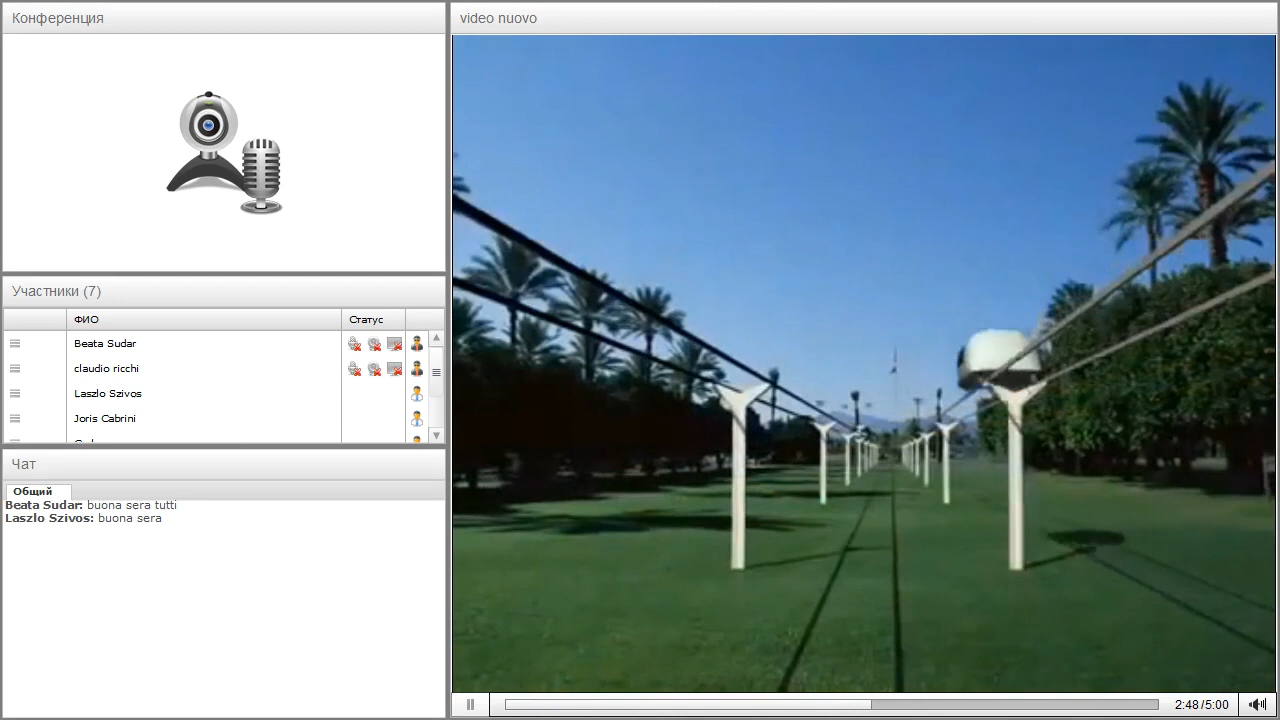 Конференция
video nuovo
Участники (7)
ФИО
Статус
Beata Sudar
claudio ricchi
Laszlo Szivos
Joris Cabrini
Чат
Общий
Beata Sudar: buona sera tutti
Laszlo Szivos: buona sera
2:48/5:00